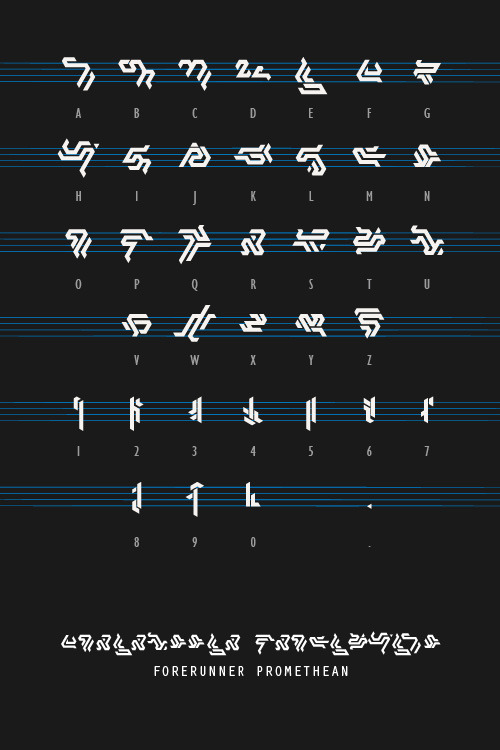 A B C D E F G
H I J K L M N
O P Q R S T U
V W X Y Z
1 2 3 4 5 6 7
8 9 0 .
FORERUNNER PROMETHEAN